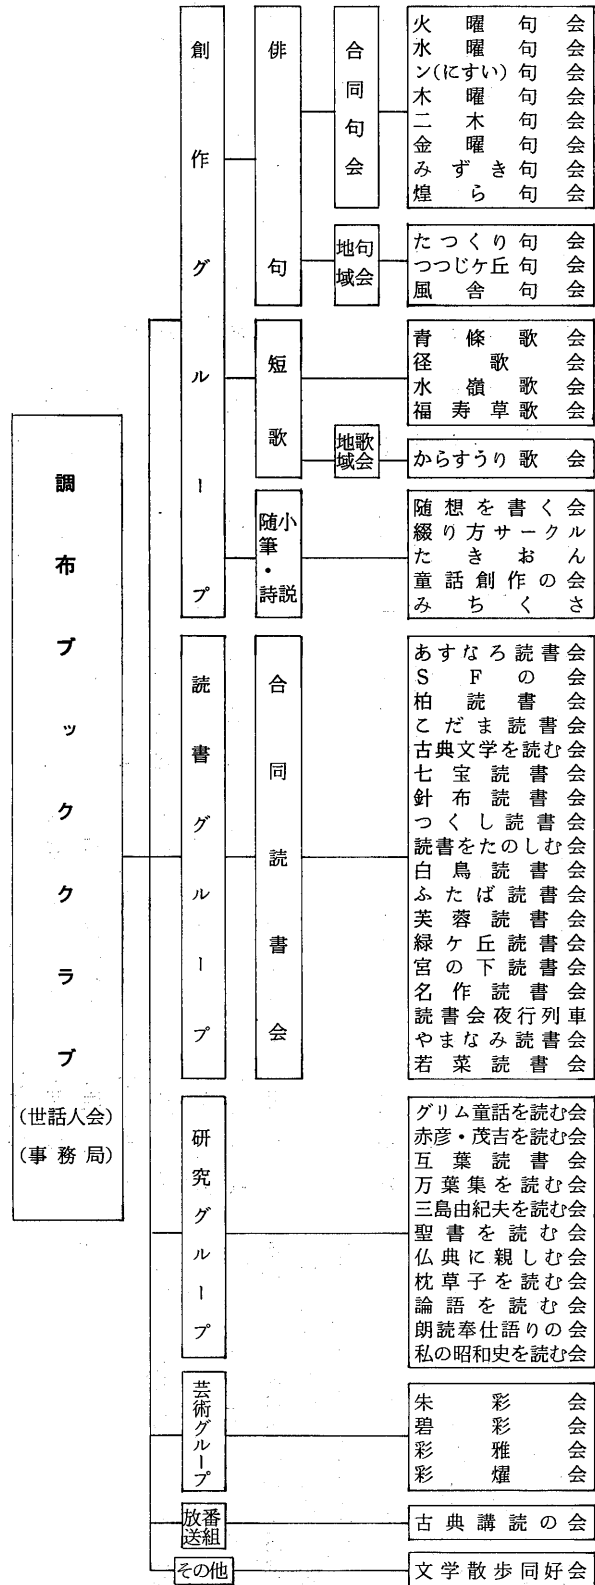 調布ブッククラブ
(世話人会)
(事務局)
創作グループ
俳句
合同句会
火曜句会
水曜句会
ン(にすい)句会
木曜句会
二木句会
金曜句会
みずき句会
煌ら句会
地域句会
たつくり句会
つつじケ丘句会
風舎句会
短歌
青條歌会
径歌会
水嶺歌会
福寿草歌会
地域歌会
からすうり歌会
小説
随筆・詩
随想を書く会
綴り方サークル
たきおん
童話創作の会
みちくさ
読書グループ
合同読書会
あすなろ読書会
SFの会
柏読書会
こだま読書会
古典文学を読む会
七宝読書会
針布読書会
つくし読書会
読書をたのしむ会
白鳥読書会
ふたば読書会
芙蓉読書会
緑ケ丘読書会
宮の下読書会
名作読書会
読書会夜行列車
やまなみ読書会
若菜読書会
研究グループ
グリム童話を読む会
赤彦・茂吉を読む会
互葉読書会
万葉集を読む会
三島由紀夫を読む会
聖書を読む会
仏典に親しむ会
枕草子を読む会
論語を読む会
朗読奉仕語りの会
私の昭和史を読む会
芸術グループ
朱彩会
碧彩会
彩雅会
彩燿会
放送番組
古典講読の会
その他
文学散歩同好会